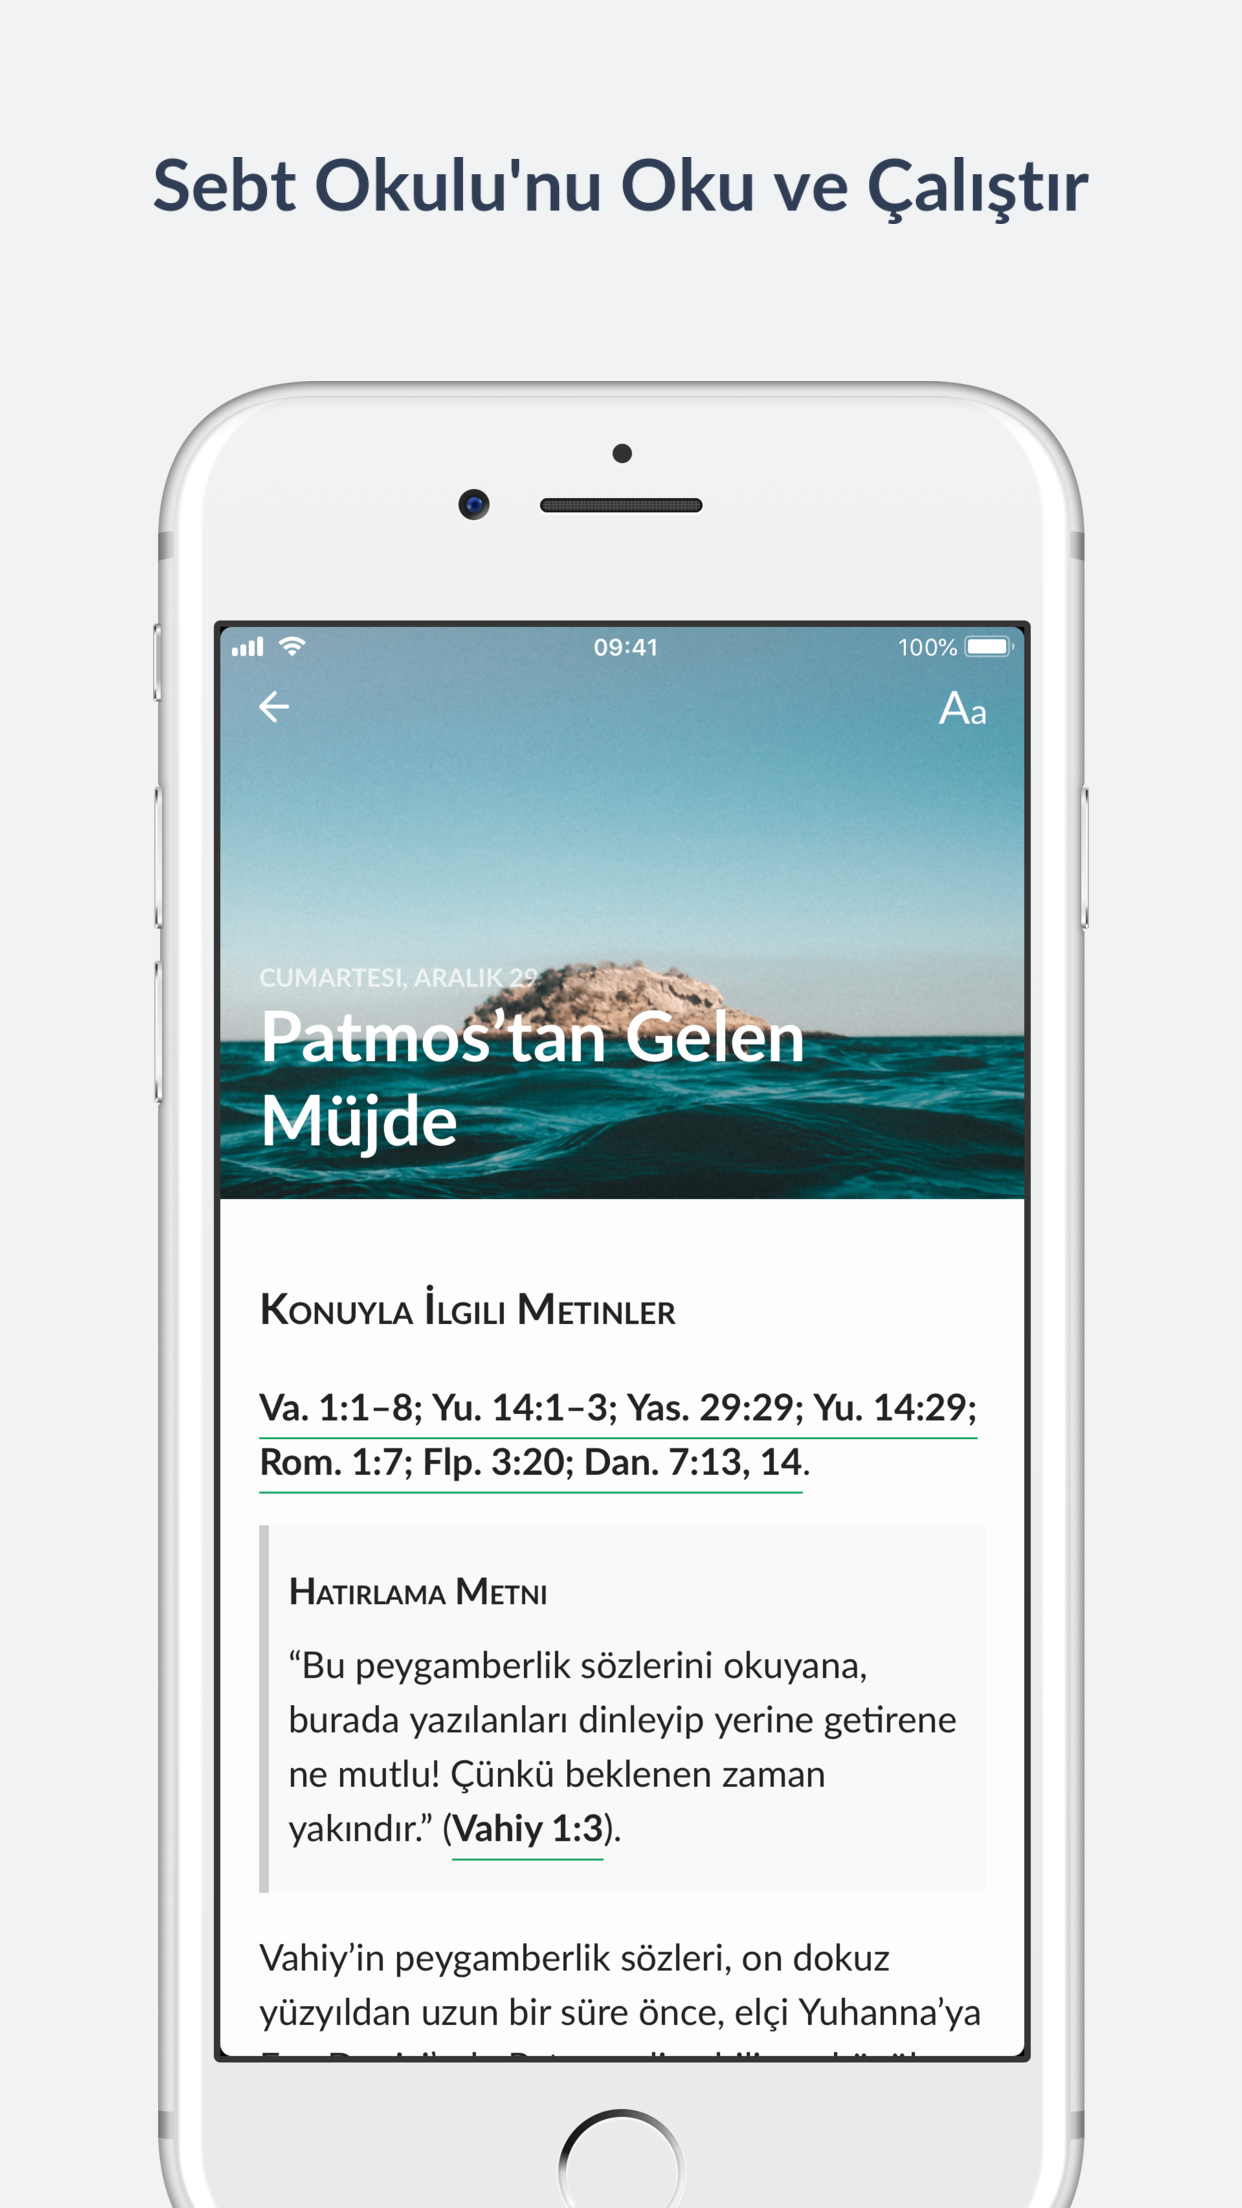 Sebt Okulu'nu Oku ve Çalıştır
09:41
100%
Aa
CUMARTESI, ARALIK 29
Patmos’tan Gelen
Müjde
KONUYLA İLGILI METINLER
Va. 1:1–8; Yu. 14:1–3; Yas. 29:29; Yu. 14:29;
Rom. 1:7; Flp. 3:20; Dan. 7:13, 14.
HATIRLAMA METNI
“Bu peygamberlik sözlerini okuyana,
burada yazılanları dinleyip yerine getirene
ne mutlu! Çünkü beklenen zaman
yakındır.” (Vahiy 1:3).
Vahiy’in peygamberlik sözleri, on dokuz
yüzyıldan uzun bir süre önce, elçi Yuhanna’ya